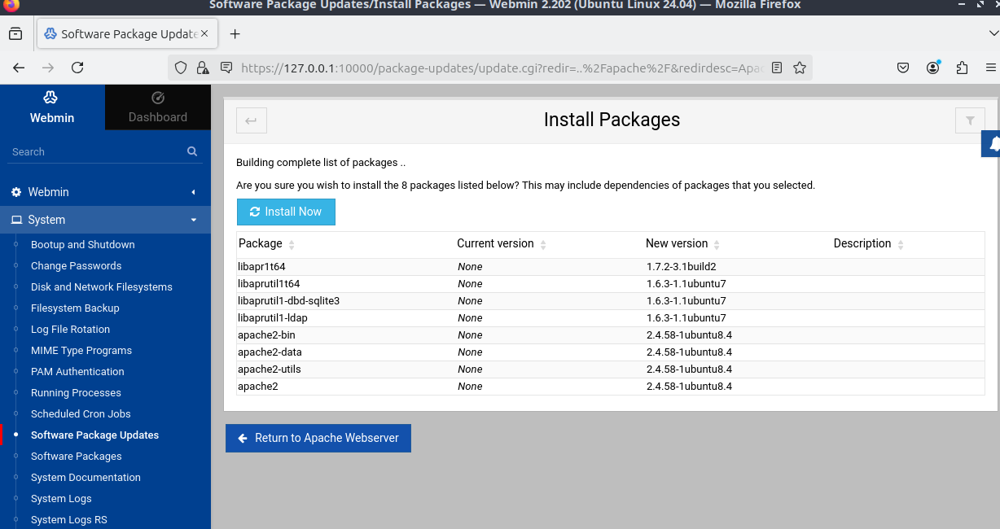 Software Package Updates/Install Packages — Webmin 2.202 (Ubuntu Linux 24.04) — Mozilla Firefox
Software Package Update
https://127.0.0.1:10000/package-updates/update.cgi?redir=..%2Fapache%2F&redirdesc=Apac
Webmin
Dashboard
Search
Webmin
System
Bootup and Shutdown
Change Passwords
Disk and Network Filesystems
Filesystem Backup
Log File Rotation
MIME Type Programs
PAM Authentication
Running Processes
Scheduled Cron Jobs
Software Package Updates
Software Packages
System Documentation
System Logs
System Logs RS
Install Packages
Building complete list of packages ..
Are you sure you wish to install the 8 packages listed below? This may include dependencies of packages that you selected.
Install Now
Package Current version New version Description
libapr1t64 None 1.7.2-3.1build2
libaprutil1t64 None 1.6.3-1.1ubuntu7
libaprutil1-dbd-sqlite3 None 1.6.3-1.1ubuntu7
libaprutil1-ldap None 1.6.3-1.1ubuntu7
apache2-bin None 2.4.58-1ubuntu8.4
apache2-data None 2.4.58-1ubuntu8.4
apache2-utils None 2.4.58-1ubuntu8.4
apache2 None 2.4.58-1ubuntu8.4
Return to Apache Webserver